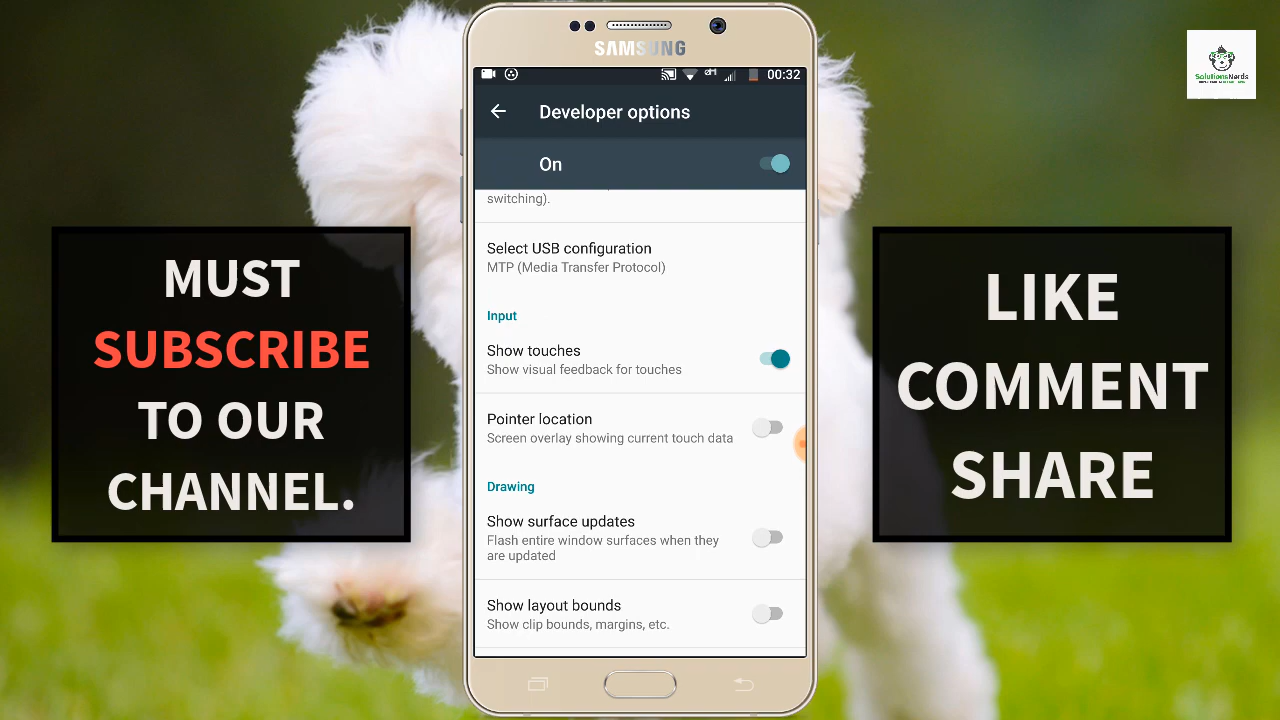 SAMSUNG
00:32
Developer options
On
switching).
Select USB configuration
MTP (Media Transfer Protocol)
Input
Show touches
Show visual feedback for touches
Pointer location
Screen overlay showing current touch data
Drawing
Show surface updates
Flash entire window surfaces when they
are updated
Show layout bounds
Show clip bounds, margins, etc.
MUST
SUBSCRIBE
TO OUR
CHANNEL.
LIKE
COMMENT
SHARE
SolutionsNerds